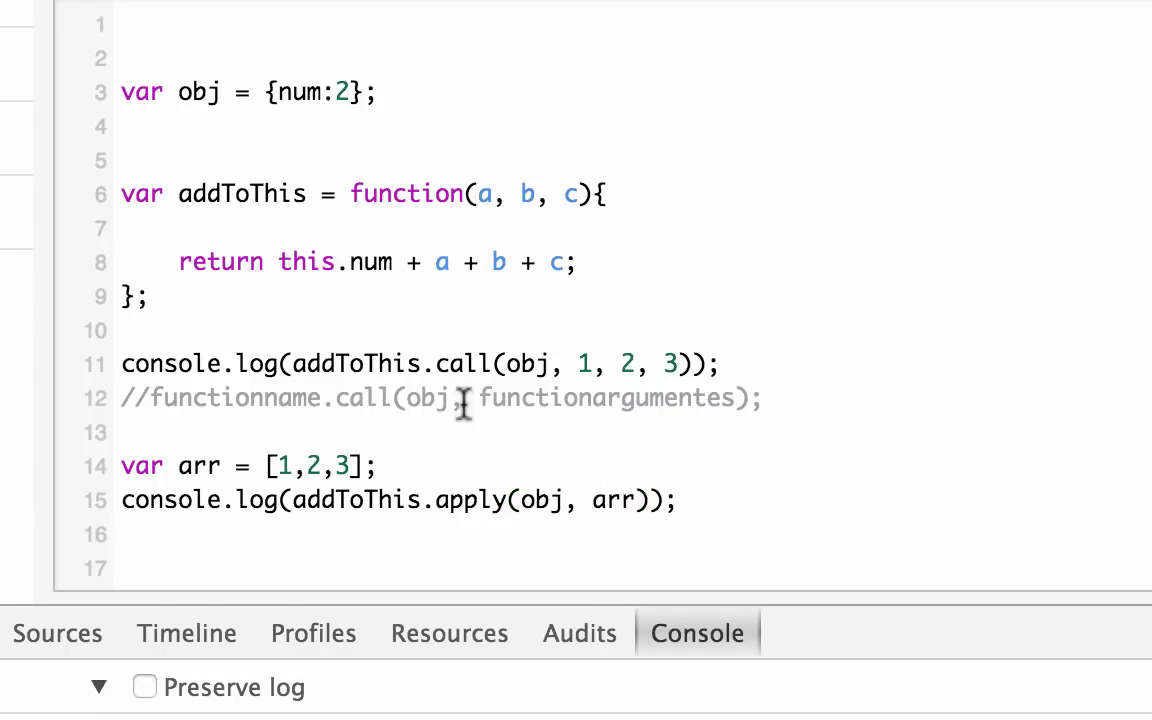 1
2
3 var obj = {num:2};
4
5
6 var addToThis = function(a, b, c){
7
8     return this.num + a + b + c;
9 };
10
11 console.log(addToThis.call(obj, 1, 2, 3));
12 //functionname.call(obj, functionargumentes);
13
14 var arr = [1,2,3];
15 console.log(addToThis.apply(obj, arr));
16
17
Sources Timeline Profiles Resources Audits Console
▼ Preserve log